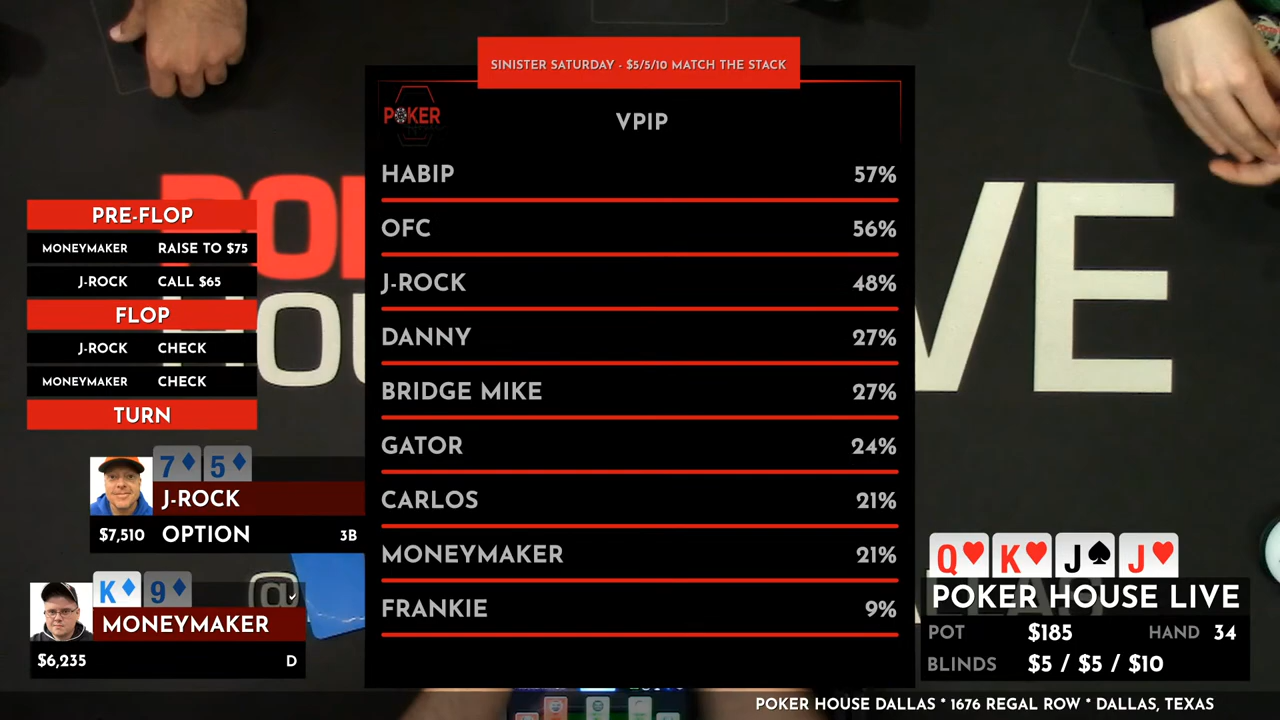 SINISTER SATURDAY - $5/5/10 MATCH THE STACK
POKER
VPIP
HABIP 57%
OFC 56%
J-ROCK 48%
DANNY 27%
BRIDGE MIKE 27%
GATOR 24%
CARLOS 21%
MONEYMAKER 21%
FRANKIE 9%
PRE-FLOP
MONEYMAKER RAISE TO $75
J-ROCK CALL $65
FLOP
J-ROCK CHECK
MONEYMAKER CHECK
TURN
7♦ 5♦
J-ROCK
$7,510 OPTION 3B
K♦ 9♦
MONEYMAKER
$6,235 D
Q♥ K♥ J♠ J♥
POKER HOUSE LIVE
POT $185 HAND 34
BLINDS $5 / $5 / $10
POKER HOUSE DALLAS * 1676 REGAL ROW * DALLAS, TEXAS